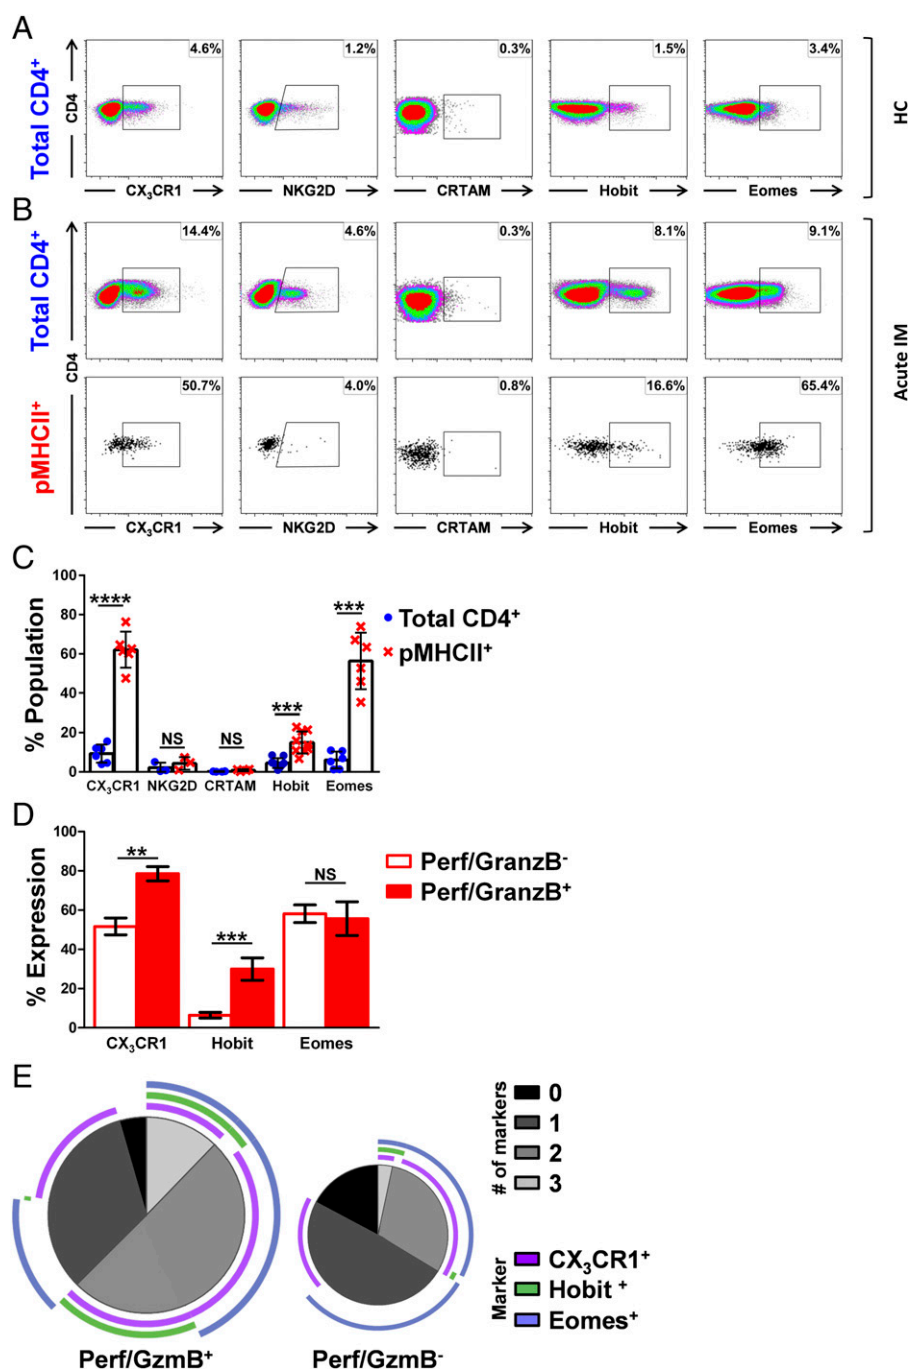 A
Total CD4+
CD4
4.6%
1.2%
0.3%
1.5%
3.4%
HC
CX3CR1
NKG2D
CRTAM
Hobit
Eomes
B
Total CD4+
CD4
14.4%
4.6%
0.3%
8.1%
9.1%
Acute IM
pMHCII+
50.7%
4.0%
0.8%
16.6%
65.4%
CX3CR1
NKG2D
CRTAM
Hobit
Eomes
C
% Population
100
80
60
40
20
0
****
NS
NS
***
***
CX3CR1
NKG2D
CRTAM
Hobit
Eomes
Total CD4+
pMHCII+
D
% Expression
100
80
60
40
20
0
**
***
NS
CX3CR1
Hobit
Eomes
Perf/GranzB-
Perf/GranzB+
E
Perf/GzmB+
Perf/GzmB-
# of markers
0
1
2
3
Marker
CX3CR1+
Hobit +
Eomes+